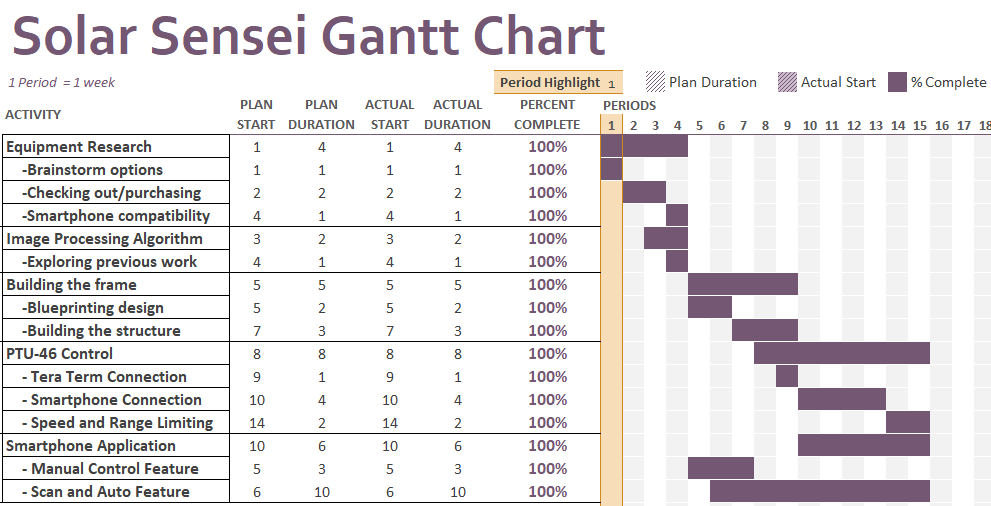 Solar Sensei Gantt Chart
1 Period = 1 week
Period Highlight 1
Plan Duration
Actual Start
% Complete
ACTIVITY
PLAN START
PLAN DURATION
ACTUAL START
ACTUAL DURATION
PERCENT COMPLETE
PERIODS
1 2 3 4 5 6 7 8 9 10 11 12 13 14 15 16 17 18
Equipment Research 1 4 1 4 100%
-Brainstorm options 1 1 1 1 100%
-Checking out/purchasing 2 2 2 2 100%
-Smartphone compatibility 4 1 4 1 100%
Image Processing Algorithm 3 2 3 2 100%
-Exploring previous work 4 1 4 1 100%
Building the frame 5 5 5 5 100%
-Blueprinting design 5 2 5 2 100%
-Building the structure 7 3 7 3 100%
PTU-46 Control 8 8 8 8 100%
- Tera Term Connection 9 1 9 1 100%
- Smartphone Connection 10 4 10 4 100%
- Speed and Range Limiting 14 2 14 2 100%
Smartphone Application 10 6 10 6 100%
- Manual Control Feature 5 3 5 3 100%
- Scan and Auto Feature 6 10 6 10 100%